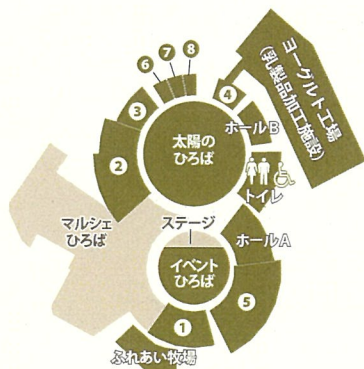 ⑥
⑦
⑧
③
④
ヨーグルト工場
(乳製品加工施設)
②
太陽の
ひろば
ホールB
トイレ
マルシェ
ひろば
ステージ
ホールA
イベント
ひろば
⑤
①
ふれあい牧場